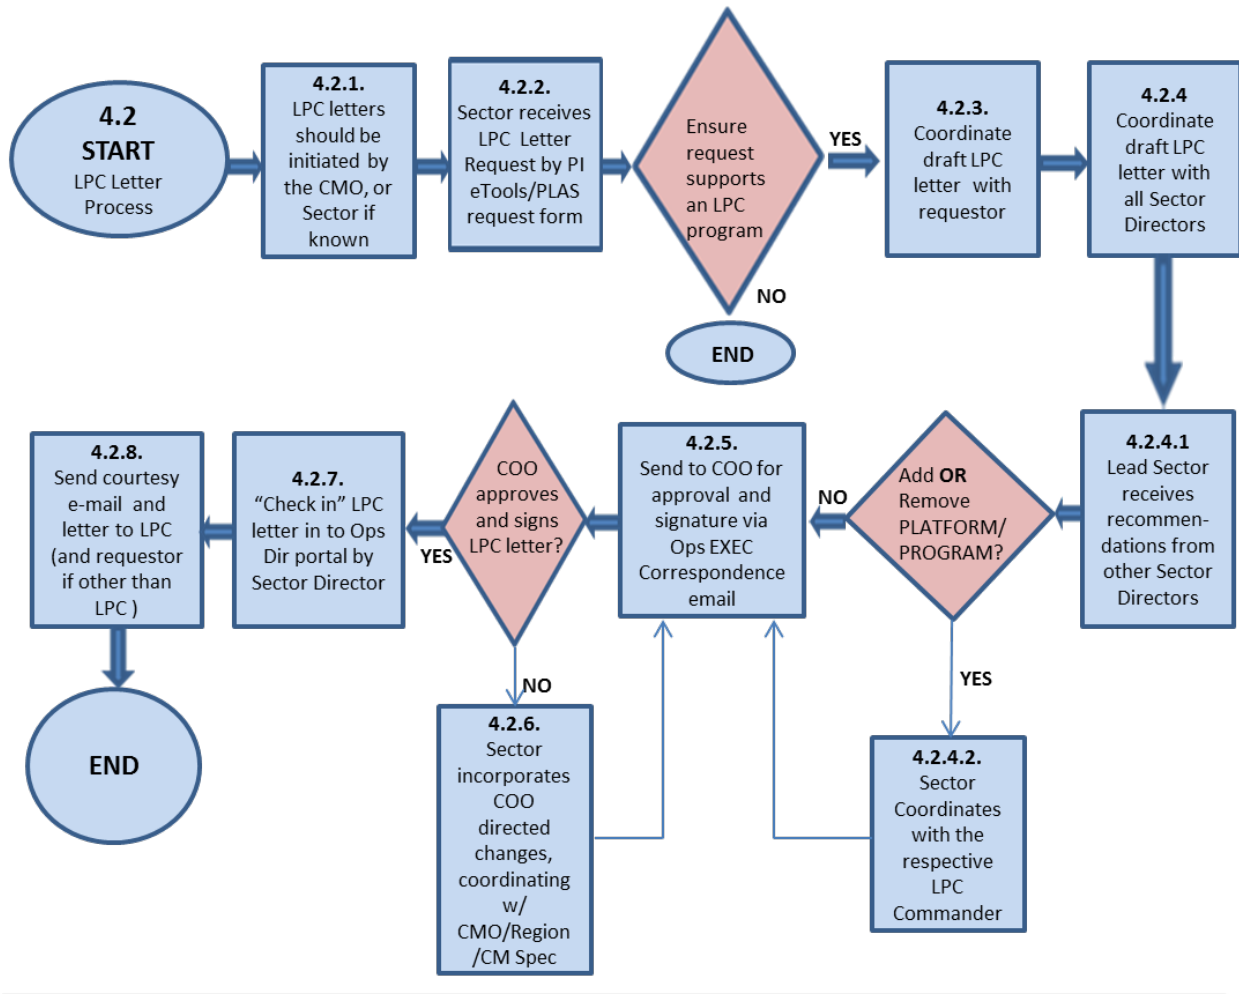 4.2
START
LPC Letter
Process
4.2.1.
LPC letters
should be
initiated by
the CMO, or
Sector if
known
4.2.2.
Sector receives
LPC Letter
Request by PI
eTools/PLAS
request form
Ensure
request
supports
an LPC
program
YES
NO
END
4.2.3.
Coordinate
draft LPC
letter with
requestor
4.2.4
Coordinate
draft LPC
letter with
all Sector
Directors
4.2.4.1
Lead Sector
receives
recommen-
dations from
other Sector
Directors
Add OR
Remove
PLATFORM/
PROGRAM?
NO
YES
4.2.4.2.
Sector
Coordinates
with the
respective
LPC
Commander
4.2.5.
Send to COO for
approval and
signature via
Ops EXEC
Correspondence
email
COO
approves
and signs
LPC letter?
YES
NO
4.2.6.
Sector
incorporates
COO
directed
changes,
coordinating
w/
CMO/Region
/CM Spec
4.2.7.
“Check in” LPC
letter in to Ops
Dir portal by
Sector Director
4.2.8.
Send courtesy
e-mail and
letter to LPC
(and requestor
if other than
LPC )
END